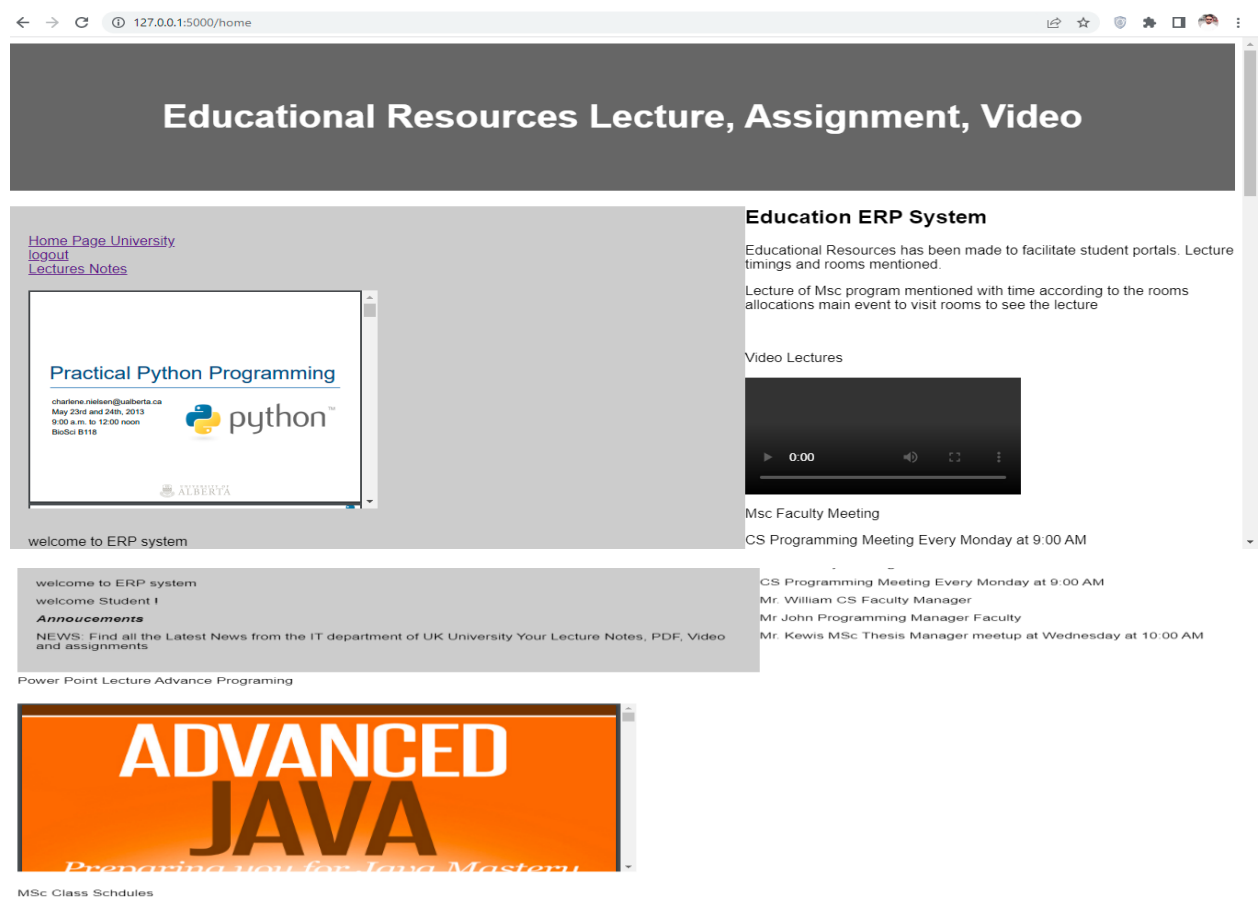 127.0.0.1:5000/home
Educational Resources Lecture, Assignment, Video
Home Page University
logout
Lectures Notes
Practical Python Programming
charlene.nielsen@ualberta.ca
May 23rd and 24th, 2013
9:00 a.m. to 12:00 noon
BioSci B118
python™
UNIVERSITY OF
ALBERTA
welcome to ERP system
Education ERP System
Educational Resources has been made to facilitate student portals. Lecture
timings and rooms mentioned.
Lecture of Msc program mentioned with time according to the rooms
allocations main event to visit rooms to see the lecture
Video Lectures
0:00
Msc Faculty Meeting
CS Programming Meeting Every Monday at 9:00 AM
welcome to ERP system
welcome Student !
Annoucements
NEWS: Find all the Latest News from the IT department of UK University Your Lecture Notes, PDF, Video
and assignments
CS Programming Meeting Every Monday at 9:00 AM
Mr. William CS Faculty Manager
Mr John Programming Manager Faculty
Mr. Kewis MSc Thesis Manager meetup at Wednesday at 10:00 AM
Power Point Lecture Advance Programing
ADVANCED
JAVA
Preparing you for Java Mastery
MSc Class Schdules